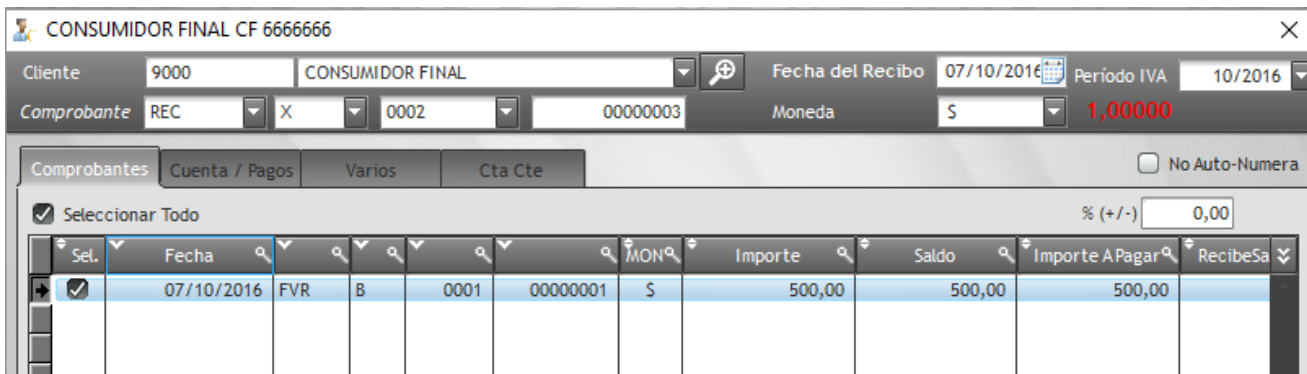 CONSUMIDOR FINAL CF 6666666
Cliente 9000 CONSUMIDOR FINAL Fecha del Recibo 07/10/2016 Período IVA 10/2016
Comprobante REC X 0002 00000003 Moneda $ 1,00000
Comprobantes Cuenta / Pagos Varios Cta Cte No Auto-Numera
Seleccionar Todo % (+/-) 0,00
Sel. Fecha MON Importe Saldo Importe APagar RecibeSa
07/10/2016 FVR B 0001 00000001 $ 500,00 500,00 500,00